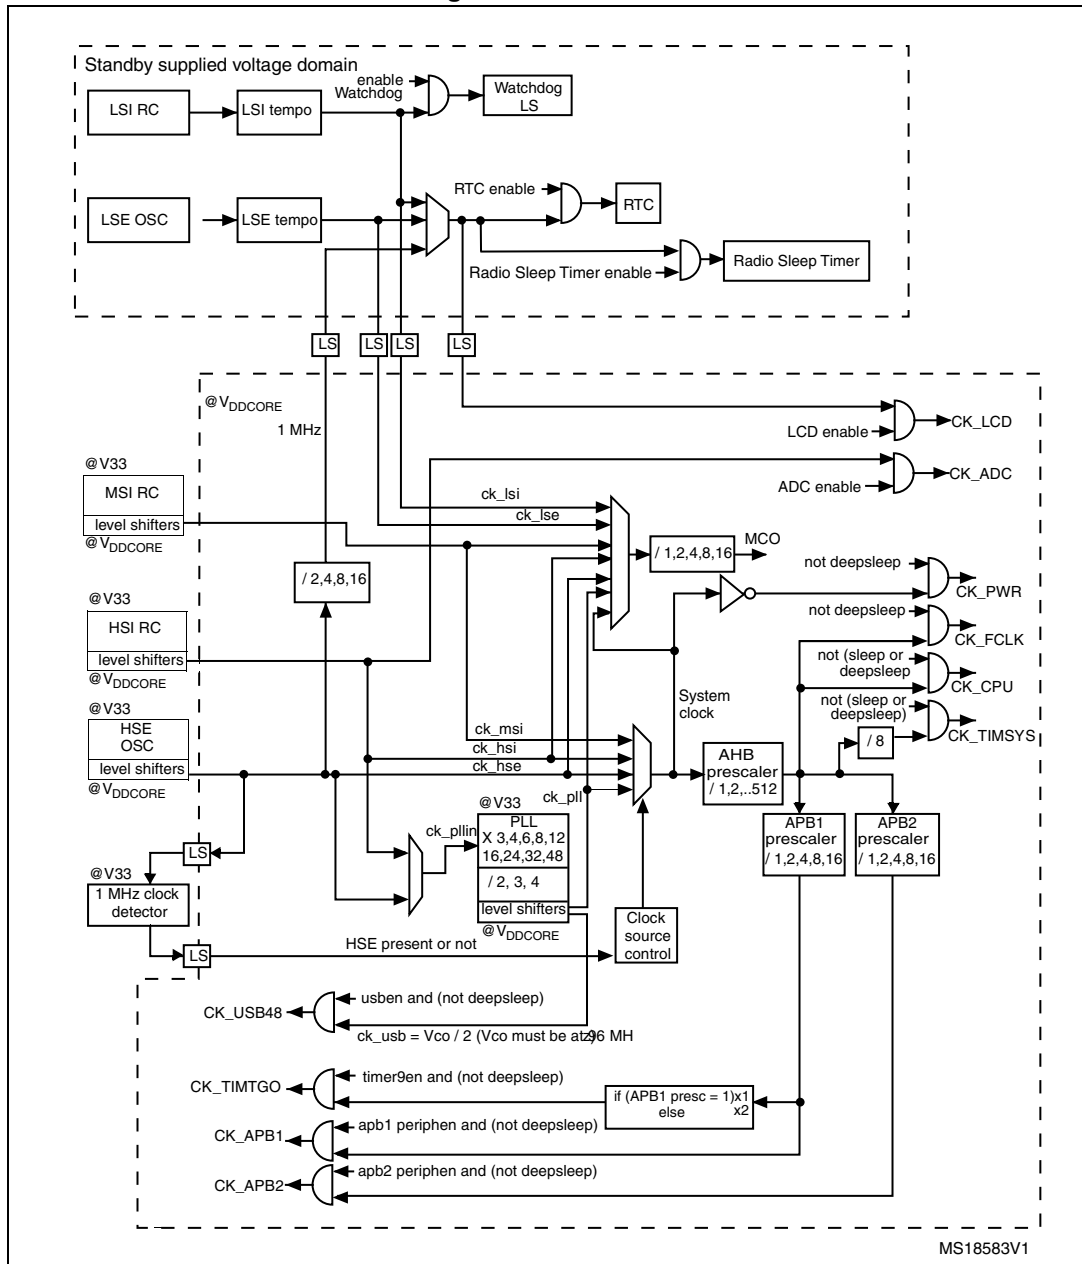 Standby supplied voltage domain
enable
Watchdog
Watchdog
LS
LSI RC
LSI tempo
RTC enable
RTC
LSE OSC
LSE tempo
Radio Sleep Timer enable
Radio Sleep Timer
LS
LS
LS
LS
@VDDCORE
1 MHz
CK_LCD
LCD enable
@V33
MSI RC
level shifters
@VDDCORE
CK_ADC
ADC enable
ck_lsi
ck_lse
/ 1,2,4,8,16
MCO
/ 2,4,8,16
not deepsleep
CK_PWR
@V33
HSI RC
level shifters
@VDDCORE
not deepsleep
CK_FCLK
not (sleep or
deepsleep
CK_CPU
System
clock
not (sleep or
deepsleep)
CK_TIMSYS
/ 8
@V33
HSE
OSC
level shifters
@VDDCORE
ck_msi
ck_hsi
ck_hse
ck_pll
AHB
prescaler
/ 1,2,..512
@V33
PLL
X 3,4,6,8,12
16,24,32,48
/ 2, 3, 4
level shifters
@VDDCORE
ck_pllin
APB1
prescaler
/ 1,2,4,8,16
APB2
prescaler
/ 1,2,4,8,16
LS
@V33
1 MHz clock
detector
LS
HSE present or not
Clock
source
control
CK_USB48
usben and (not deepsleep)
ck_usb = Vco / 2 (Vco must be at 96 MHz)
CK_TIMTGO
timer9en and (not deepsleep)
if (APB1 presc = 1)x1
else x2
CK_APB1
apb1 periphen and (not deepsleep)
CK_APB2
apb2 periphen and (not deepsleep)
MS18583V1